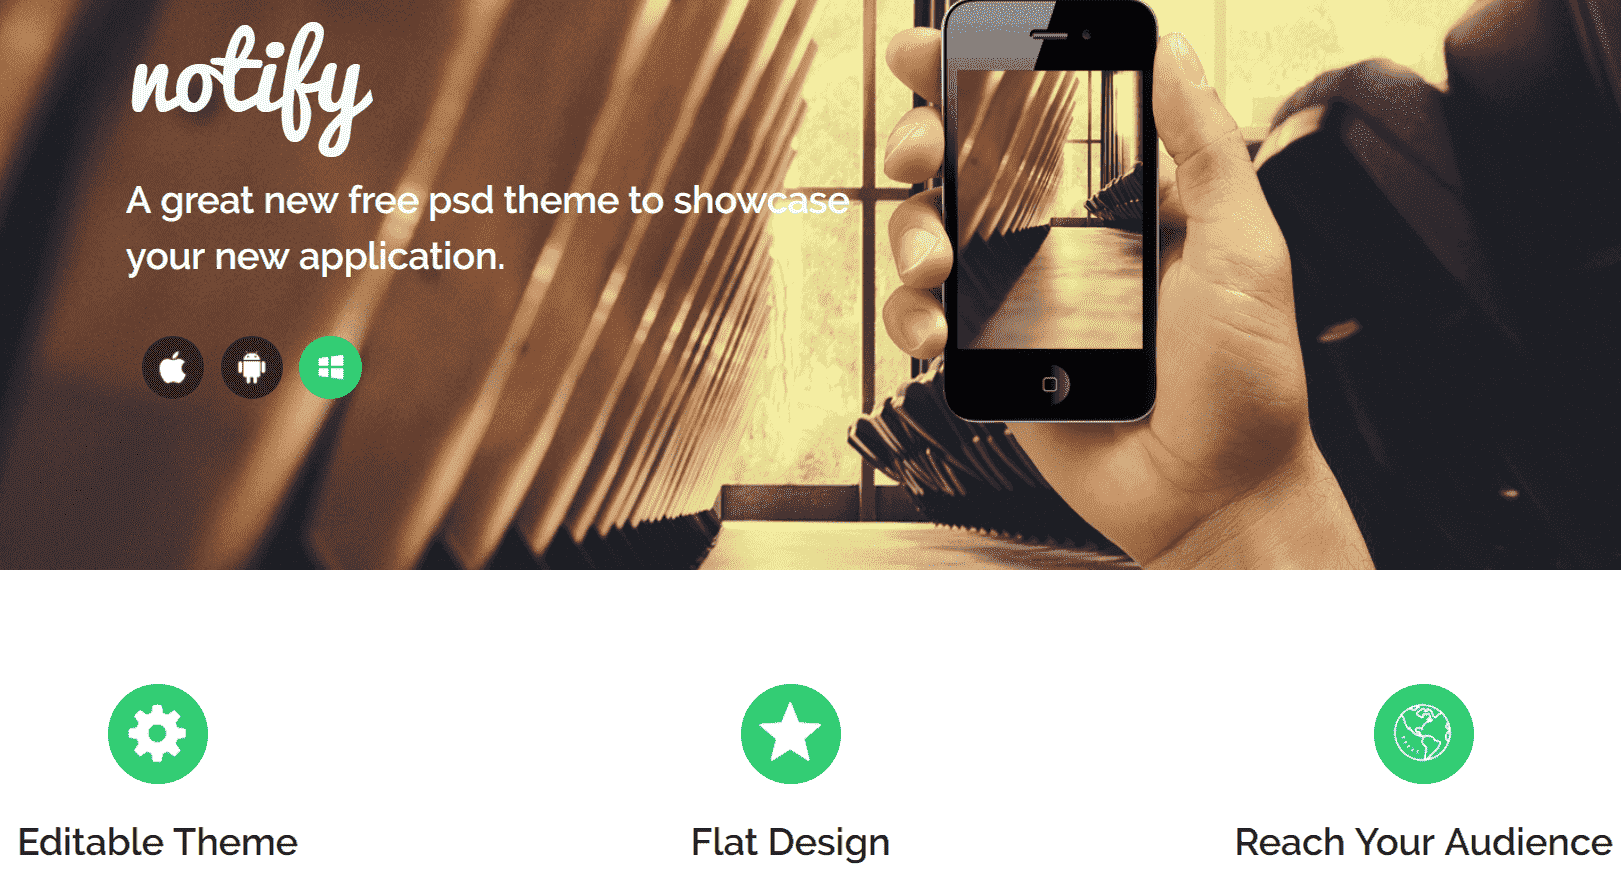 notify
A great new free psd theme to showcase
your new application.
Editable Theme
Flat Design
Reach Your Audience